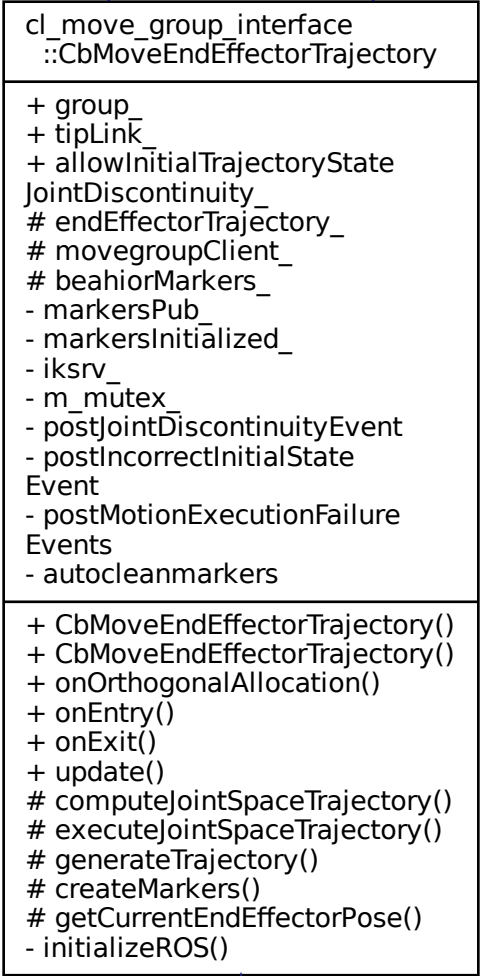 cl_move_group_interface
::CbMoveEndEffectorTrajectory
+ group_
+ tipLink_
+ allowInitialTrajectoryState
JointDiscontinuity_
# endEffectorTrajectory_
# movegroupClient_
# beahiorMarkers_
- markersPub_
- markersInitialized_
- iksrv_
- m_mutex_
- postJointDiscontinuityEvent
- postIncorrectInitialState
Event
- postMotionExecutionFailure
Events
- autocleanmarkers
+ CbMoveEndEffectorTrajectory()
+ CbMoveEndEffectorTrajectory()
+ onOrthogonalAllocation()
+ onEntry()
+ onExit()
+ update()
# computeJointSpaceTrajectory()
# executeJointSpaceTrajectory()
# generateTrajectory()
# createMarkers()
# getCurrentEndEffectorPose()
- initializeROS()